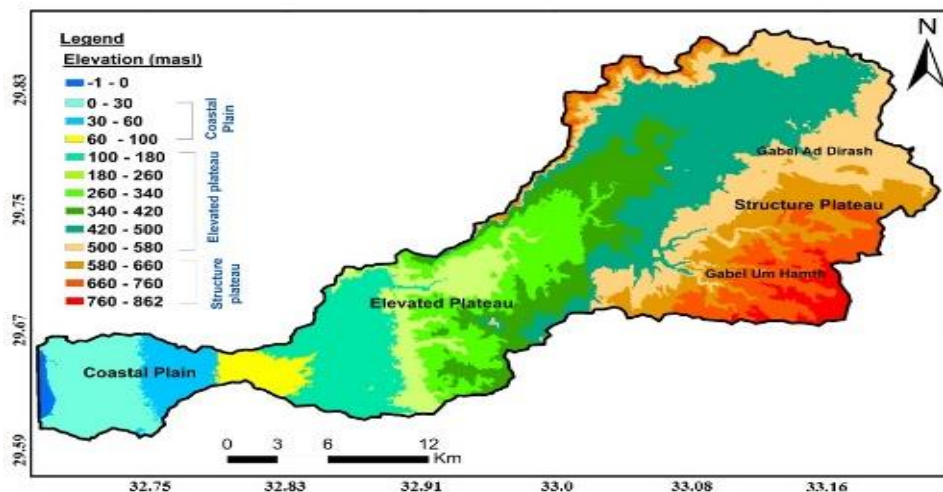 Legend
Elevation (masl)
-1 - 0
0 - 30
30 - 60
60 - 100
100 - 180
180 - 260
260 - 340
340 - 420
420 - 500
500 - 580
580 - 660
660 - 760
760 - 862
Coastal
Plain
Elevated plateau
Structure
plateau
N
Gabel Ad Dirash
Structure Plateau
Gabel Um Hamth
Elevated Plateau
Coastal Plain
0 3 6 12
Km
29.83
29.75
29.67
29.59
32.75 32.83 32.91 33.0 33.08 33.16